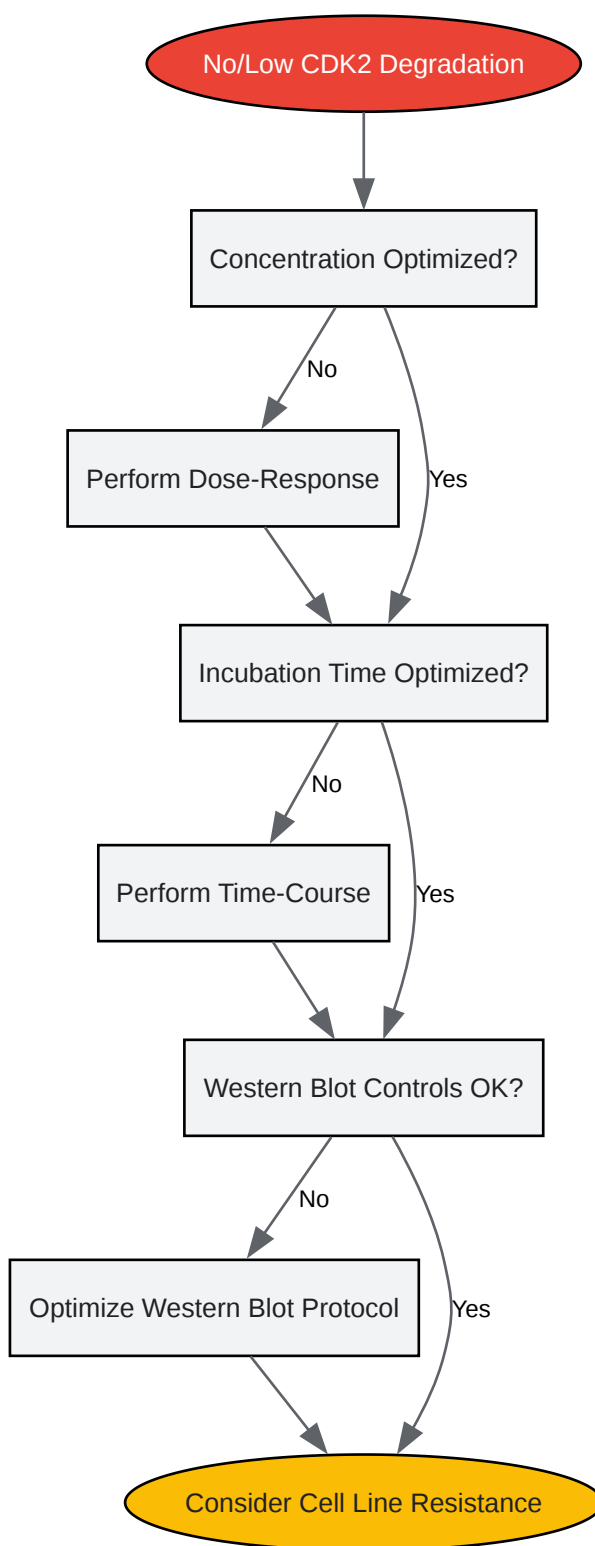 No/Low CDK2 Degradation
Concentration Optimized?
No
Perform Dose-Response
Yes
Incubation Time Optimized?
No
Perform Time-Course
Yes
Western Blot Controls OK?
No
Optimize Western Blot Protocol
Yes
Consider Cell Line Resistance